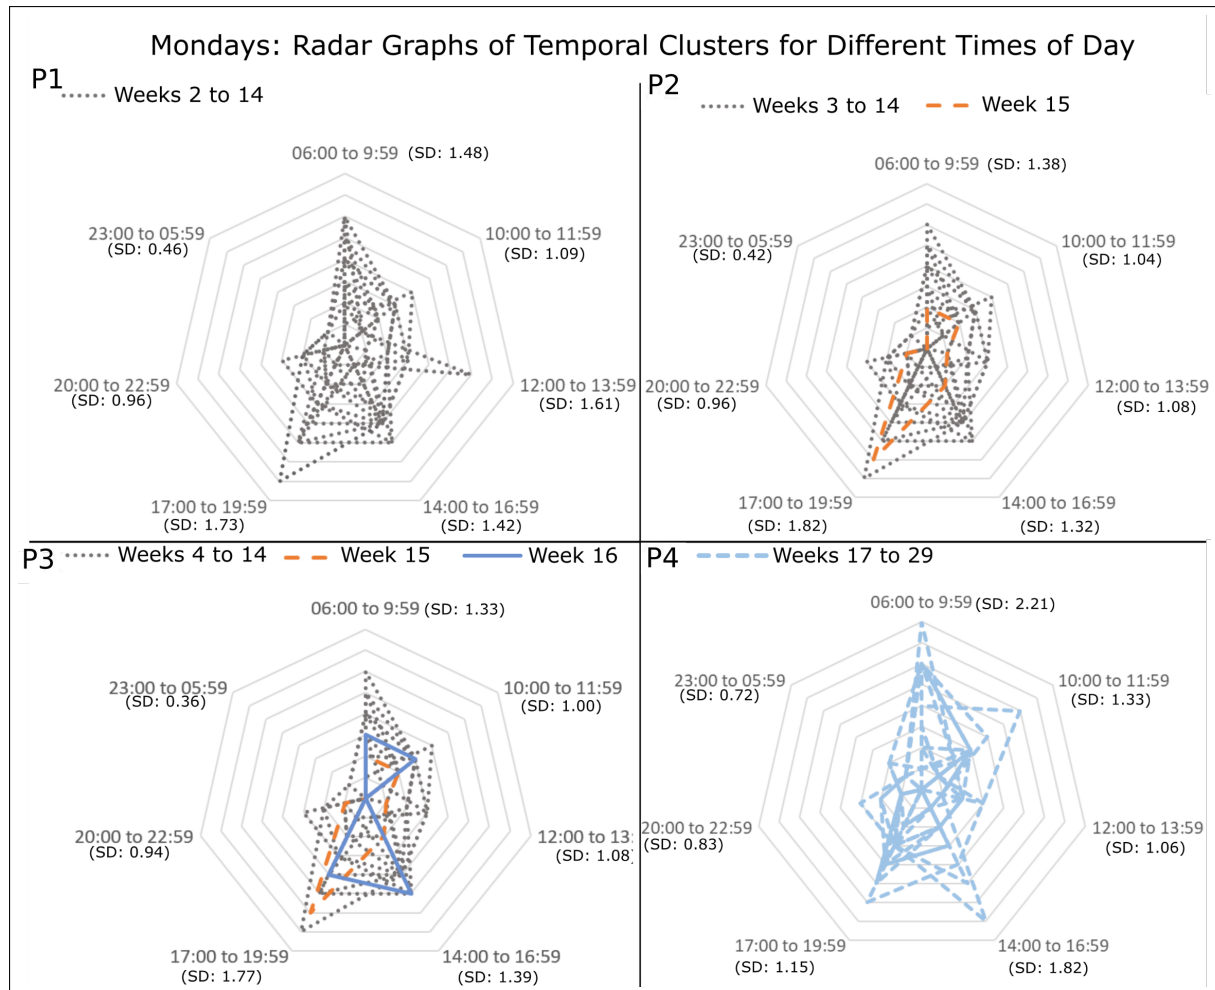 Mondays: Radar Graphs of Temporal Clusters for Different Times of Day
P1
Weeks 2 to 14
06:00 to 9:59 (SD: 1.48)
23:00 to 05:59
(SD: 0.46)
10:00 to 11:59
(SD: 1.09)
20:00 to 22:59
(SD: 0.96)
12:00 to 13:59
(SD: 1.61)
17:00 to 19:59
(SD: 1.73)
14:00 to 16:59
(SD: 1.42)
P2
Weeks 3 to 14 Week 15
06:00 to 9:59 (SD: 1.38)
23:00 to 05:59
(SD: 0.42)
10:00 to 11:59
(SD: 1.04)
20:00 to 22:59
(SD: 0.96)
12:00 to 13:59
(SD: 1.08)
17:00 to 19:59
(SD: 1.82)
14:00 to 16:59
(SD: 1.32)
P3
Weeks 4 to 14 Week 15 Week 16
06:00 to 9:59 (SD: 1.33)
23:00 to 05:59
(SD: 0.36)
10:00 to 11:59
(SD: 1.00)
20:00 to 22:59
(SD: 0.94)
12:00 to 13:
(SD: 1.08)
17:00 to 19:59
(SD: 1.77)
14:00 to 16:59
(SD: 1.39)
P4
Weeks 17 to 29
06:00 to 9:59 (SD: 2.21)
23:00 to 05:59
(SD: 0.72)
10:00 to 11:59
(SD: 1.33)
20:00 to 22:59
(SD: 0.83)
12:00 to 13:59
(SD: 1.06)
17:00 to 19:59
(SD: 1.15)
14:00 to 16:59
(SD: 1.82)